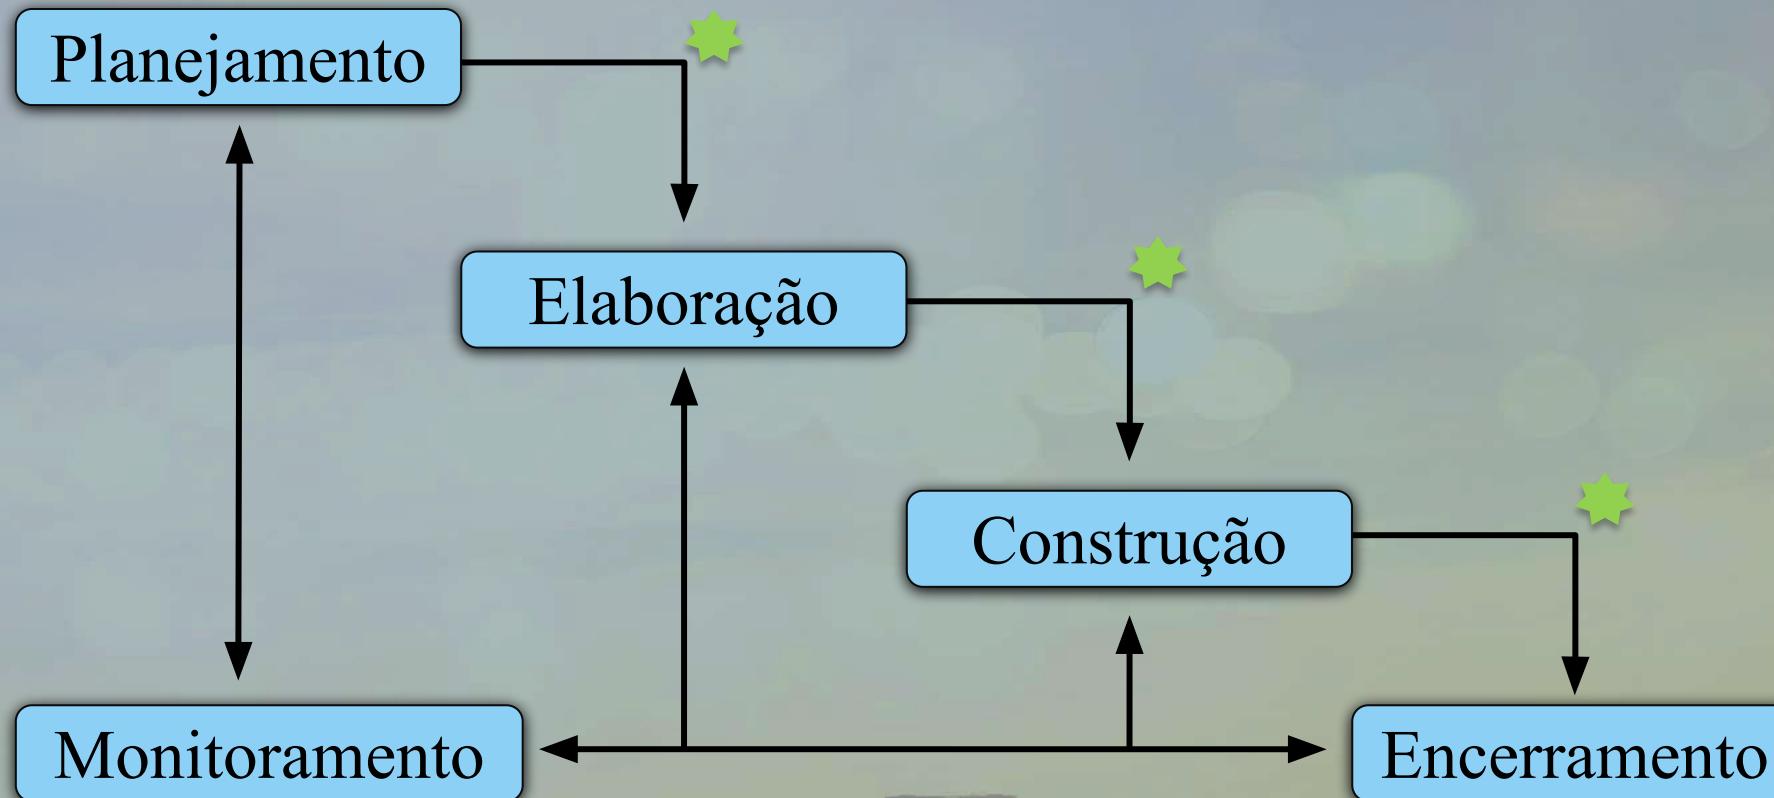 Planejamento
Elaboração
Construção
Monitoramento
Encerramento